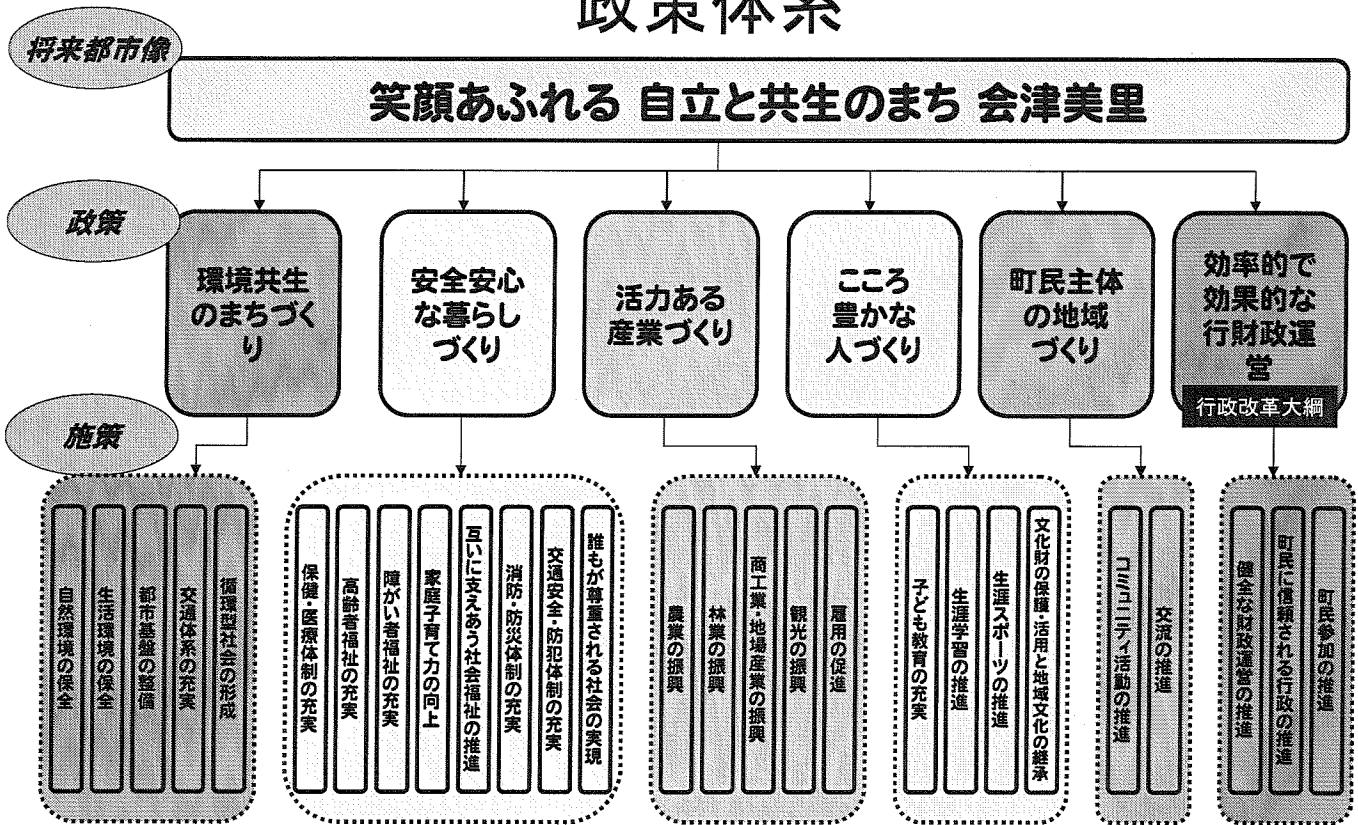 政策体系
将来都市像
笑顔あふれる 自立と共生のまち 会津美里
政策
環境共生
のまちづく
り
安全安心
な暮らし
づくり
活力ある
産業づくり
こころ
豊かな
人づくり
町民主体
の地域
づくり
効率的で
効果的な
行財政運
営
行政改革大綱
施策
自然環境の保全
生活環境の保全
都市基盤の整備
交通体系の充実
循環型社会の形成
保健・医療体制の充実
高齢者福祉の充実
障がい者福祉の充実
家庭子育て力の向上
互いに支えあう社会福祉の推進
消防・防災体制の充実
交通安全・防犯体制の充実
誰もが尊重される社会の実現
農業の振興
林業の振興
商工業・地場産業の振興
観光の振興
雇用の促進
子ども教育の充実
生涯学習の推進
生涯スポーツの推進
文化財の保護・活用と地域文化の継承
コミュニティ活動の推進
交流の推進
健全な財政運営の推進
町民に信頼される行政の推進
町民参加の推進